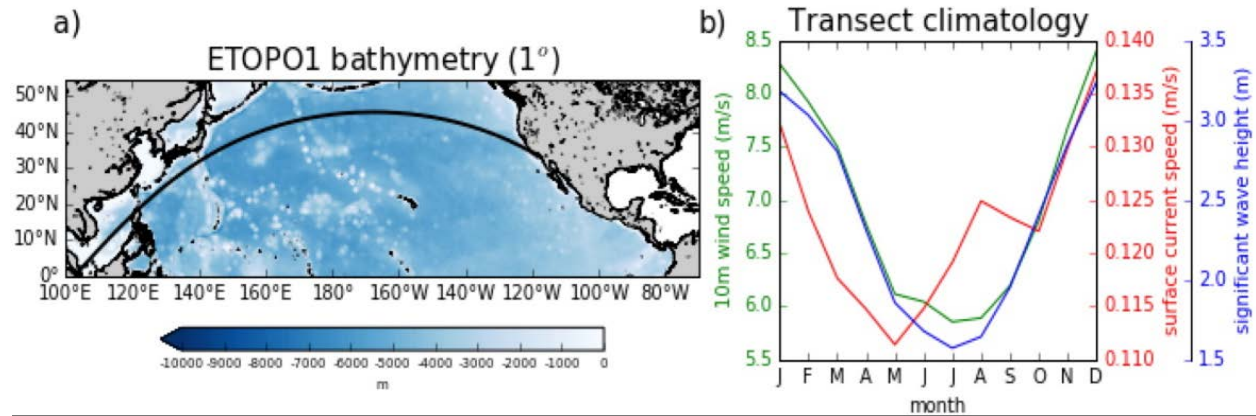 a)
ETOPO1 bathymetry (1°)
50°N
40°N
30°N
20°N
10°N
0°
100°E 120°E 140°E 160°E 180° 160°W 140°W 120°W 100°W 80°W
-10000 -9000 -8000 -7000 -6000 -5000 -4000 -3000 -2000 -1000 0
m
b)
Transect climatology
8.5
8.0
7.5
7.0
6.5
6.0
5.5
10m wind speed (m/s)
J F M A M J J A S O N D
month
0.140
0.135
0.130
0.125
0.120
0.115
0.110
surface current speed (m/s)
3.5
3.0
2.5
2.0
1.5
significant wave height (m)